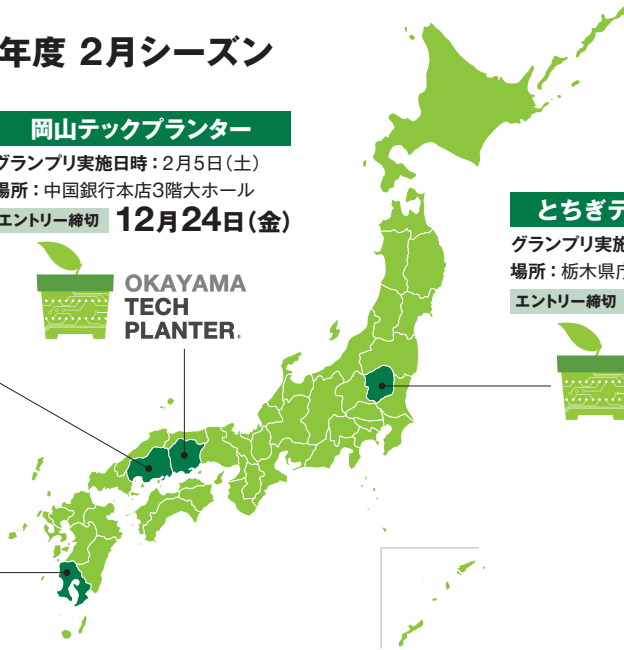 年度 2月シーズン
岡山テックプランター
グランプリ実施日時：2月5日（土）
場所：中国銀行本店3階大ホール
エントリー締切 12月24日（金）
OKAYAMA
TECH
PLANTER.
とちぎテ
グランプリ実施
場所：栃木県庁
エントリー締切